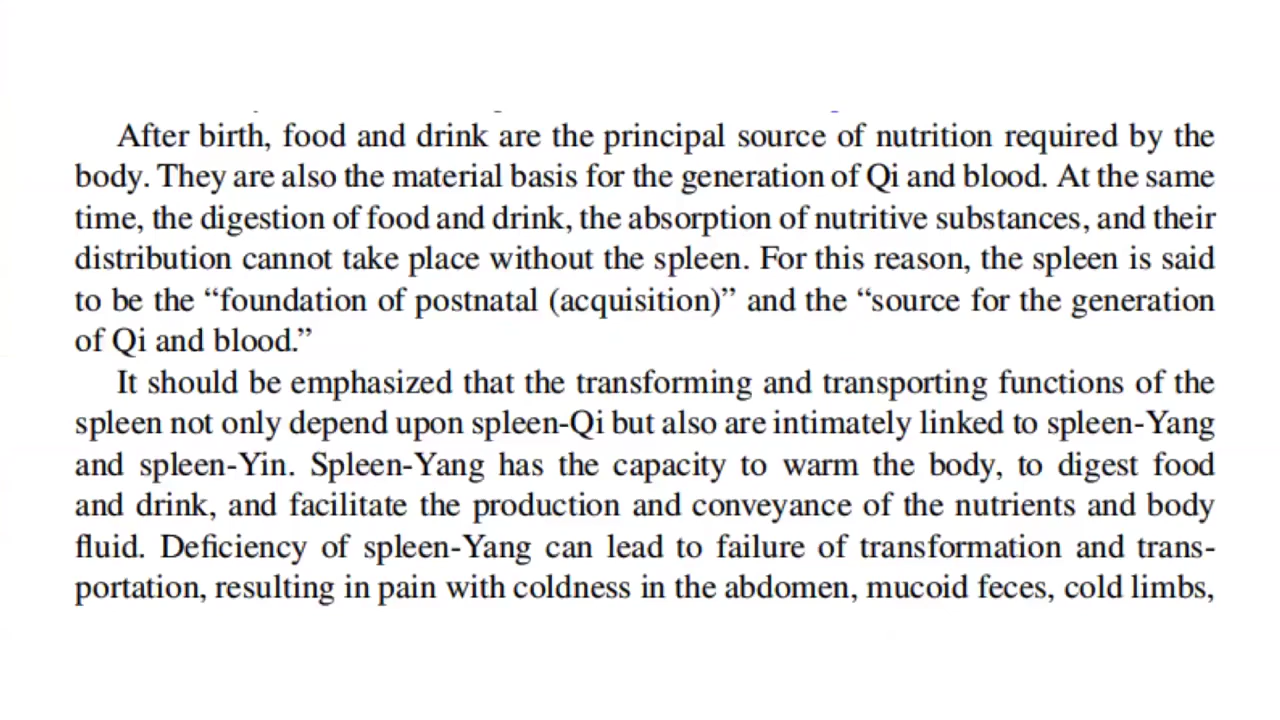 After birth, food and drink are the principal source of nutrition required by the
body. They are also the material basis for the generation of Qi and blood. At the same
time, the digestion of food and drink, the absorption of nutritive substances, and their
distribution cannot take place without the spleen. For this reason, the spleen is said
to be the “foundation of postnatal (acquisition)” and the “source for the generation
of Qi and blood.”
It should be emphasized that the transforming and transporting functions of the
spleen not only depend upon spleen-Qi but also are intimately linked to spleen-Yang
and spleen-Yin. Spleen-Yang has the capacity to warm the body, to digest food
and drink, and facilitate the production and conveyance of the nutrients and body
fluid. Deficiency of spleen-Yang can lead to failure of transformation and trans-
portation, resulting in pain with coldness in the abdomen, mucoid feces, cold limbs,